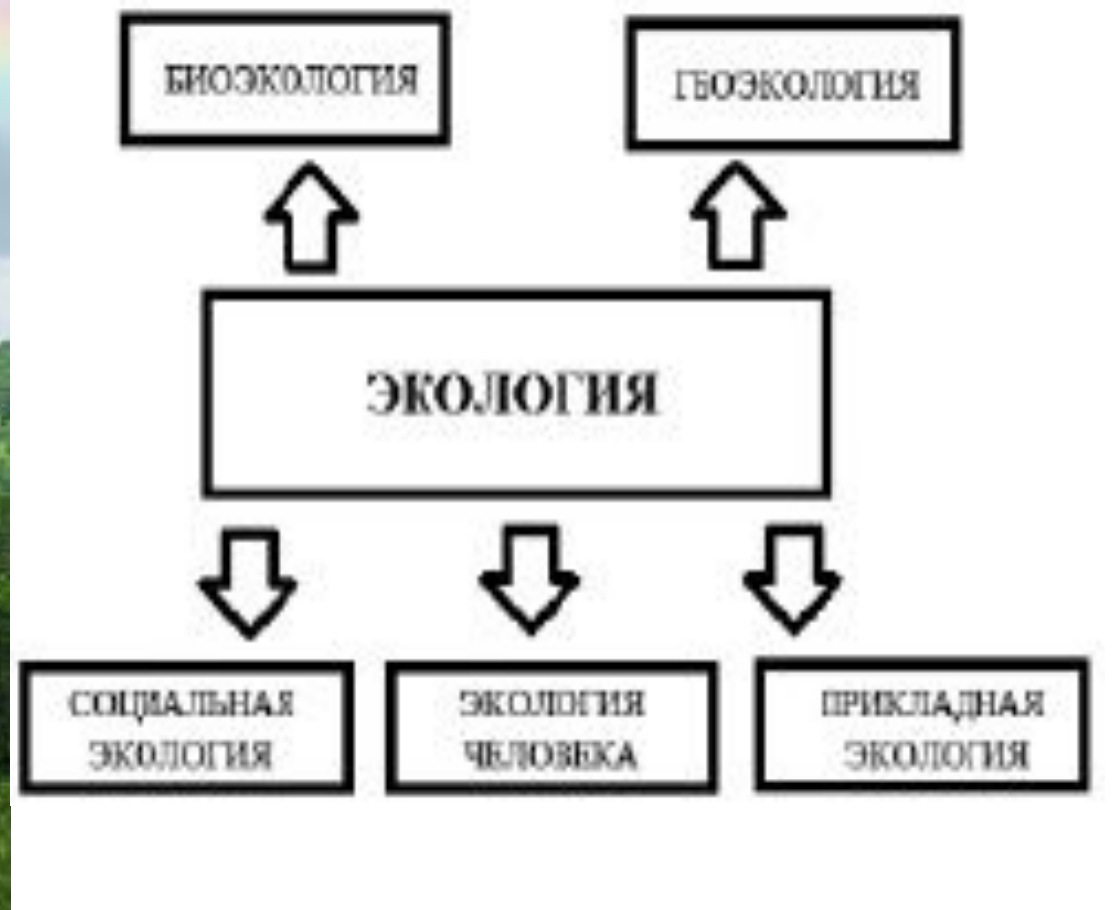 БИОЭКОЛОГИЯ
ГЕОЭКОЛОГИЯ
ЭКОЛОГИЯ
СОЦИАЛЬНАЯ
ЭКОЛОГИЯ
ЭКОЛОГИЯ
ЧЕЛОВЕКА
ПРИКЛАДНАЯ
ЭКОЛОГИЯ